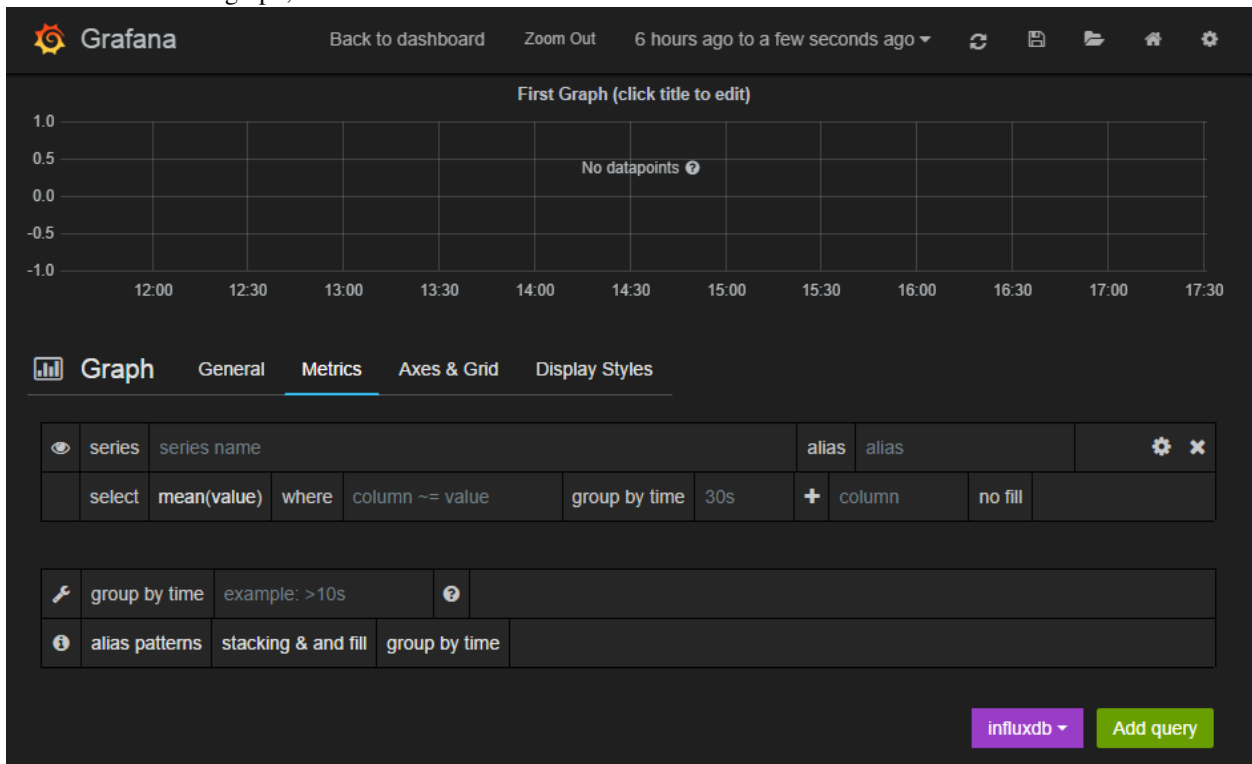 Grafana Back to dashboard Zoom Out 6 hours ago to a few seconds ago
First Graph (click title to edit)
1.0
0.5
No datapoints
0.0
-0.5
-1.0
12:00 12:30 13:00 13:30 14:00 14:30 15:00 15:30 16:00 16:30 17:00 17:30
Graph General Metrics Axes & Grid Display Styles
series series name alias alias
select mean(value) where column ~= value group by time 30s column no fill
group by time example: >10s
alias patterns stacking & and fill group by time
influxdb Add query